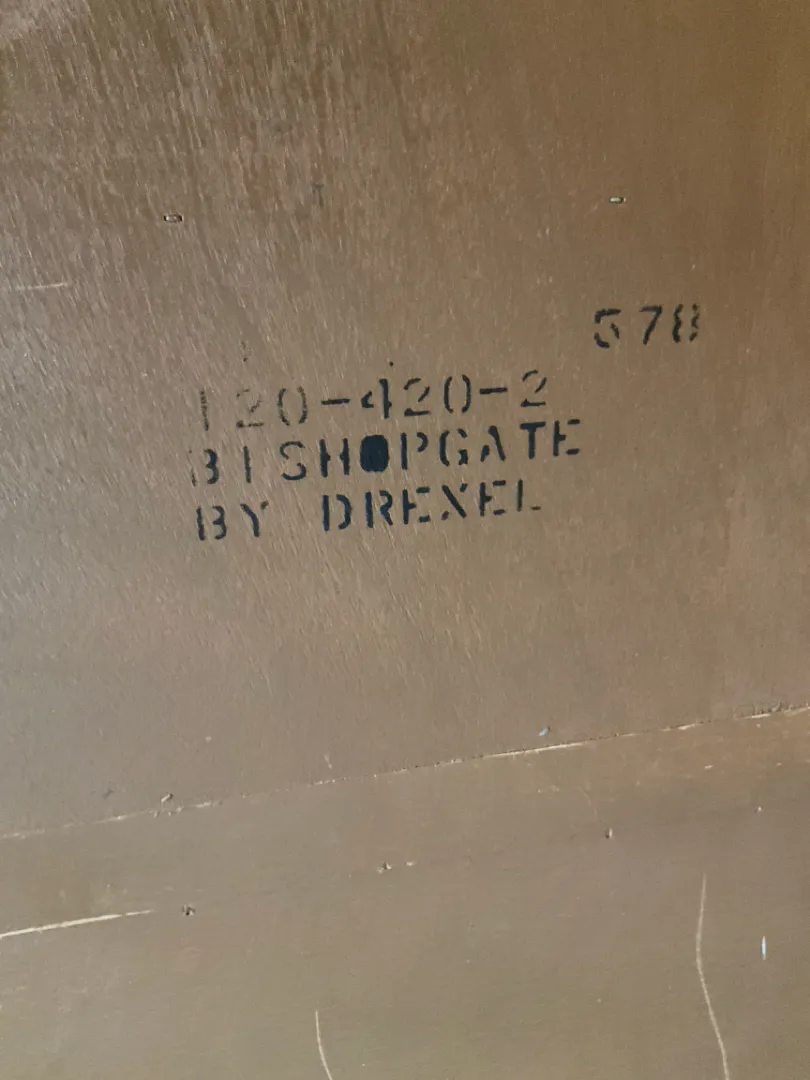 578
120-420-2
BISHOPGATE
BY DREXEL